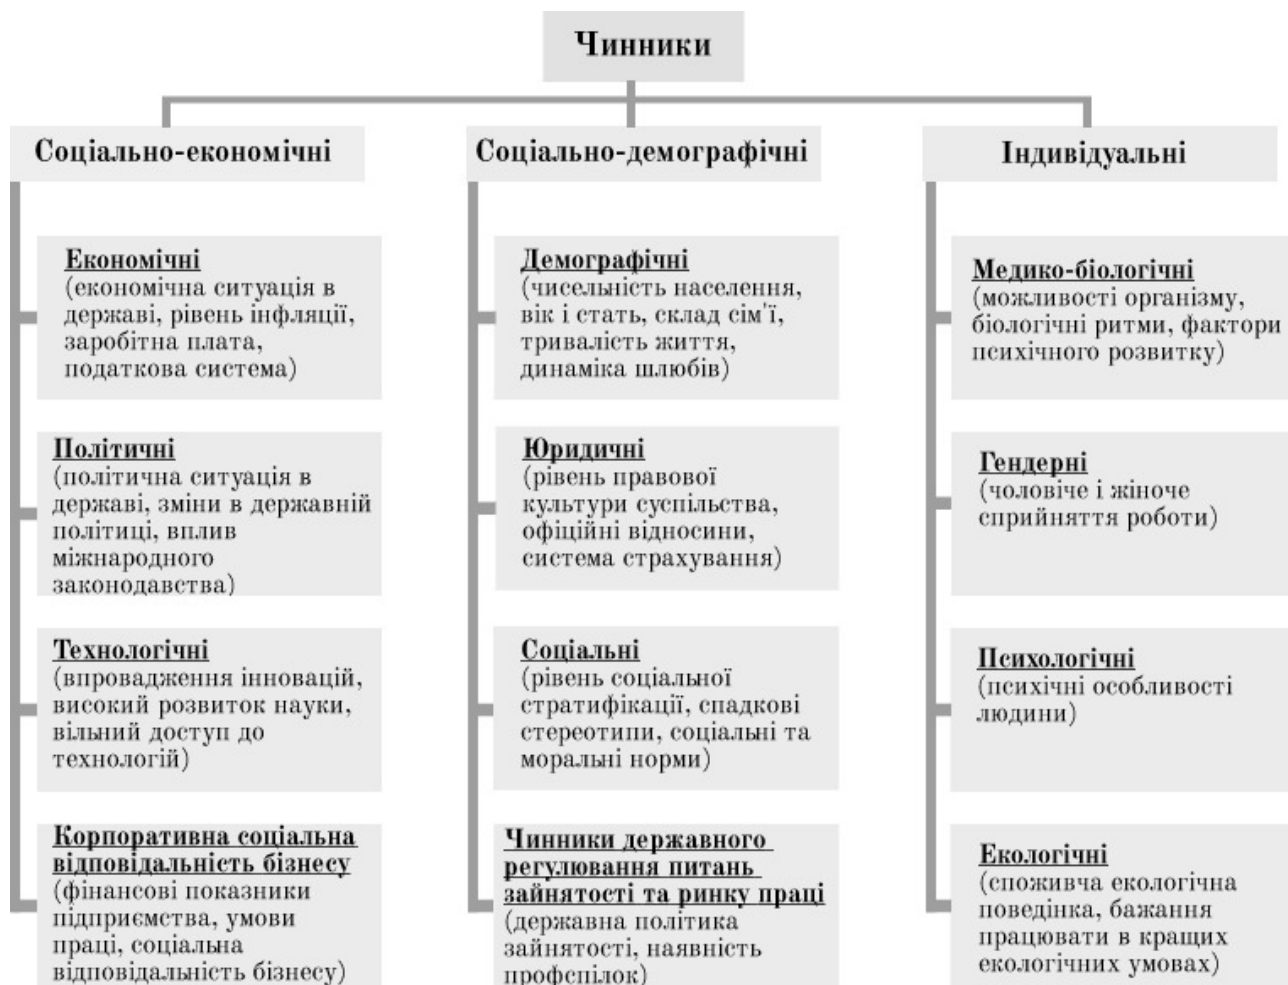 Чинники
Соціально-економічні
Економічні
(економічна ситуація в
державі, рівень інфляції,
заробітна плата,
податкова система)
Політичні
(політична ситуація в
державі, зміни в державній
політиці, вплив
міжнародного
законодавства)
Технологічні
(впровадження інновацій,
високий розвиток науки,
вільний доступ до
технологій)
Корпоративна соціальна
відповідальність бізнесу
(фінансові показники
підприємства, умови
праці, соціальна
відповідальність бізнесу)
Соціально-демографічні
Демографічні
(чисельність населення,
вік і стать, склад сім'ї,
тривалість життя,
динаміка шлюбів)
Юридичні
(рівень правової
культури суспільства,
офіційні відносини,
система страхування)
Соціальні
(рівень соціальної
стратифікації, спадкові
стереотипи, соціальні та
моральні норми)
Чинники державного
регулювання питань
зайнятості та ринку праці
(державна політика
зайнятості, наявність
профспілок)
Індивідуальні
Медико-біологічні
(можливості організму,
біологічні ритми, фактори
психічного розвитку)
Гендерні
(чоловіче і жіноче
сприйняття роботи)
Психологічні
(психічні особливості
людини)
Екологічні
(споживча екологічна
поведінка, бажання
працювати в кращих
екологічних умовах)